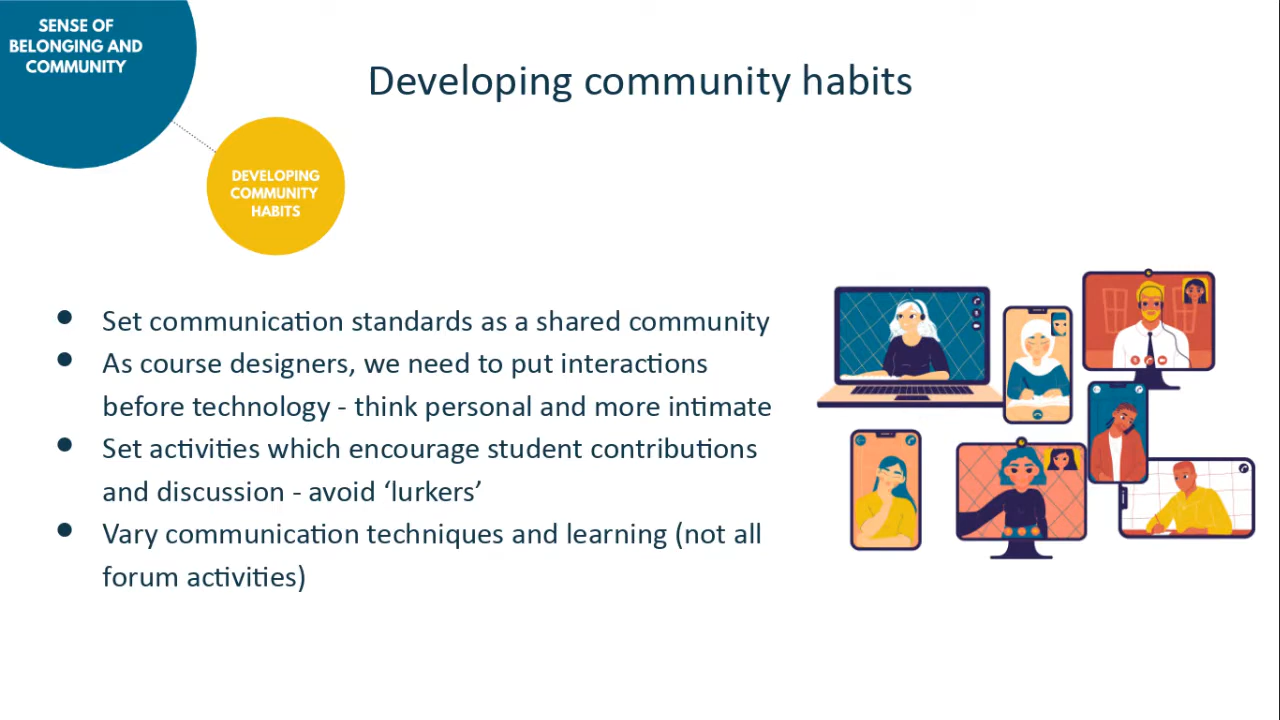 SENSE OF
BELONGING AND
COMMUNITY
Developing community habits
DEVELOPING
COMMUNITY
HABITS
● Set communication standards as a shared community
● As course designers, we need to put interactions
before technology - think personal and more intimate
● Set activities which encourage student contributions
and discussion - avoid ‘lurkers’
● Vary communication techniques and learning (not all
forum activities)